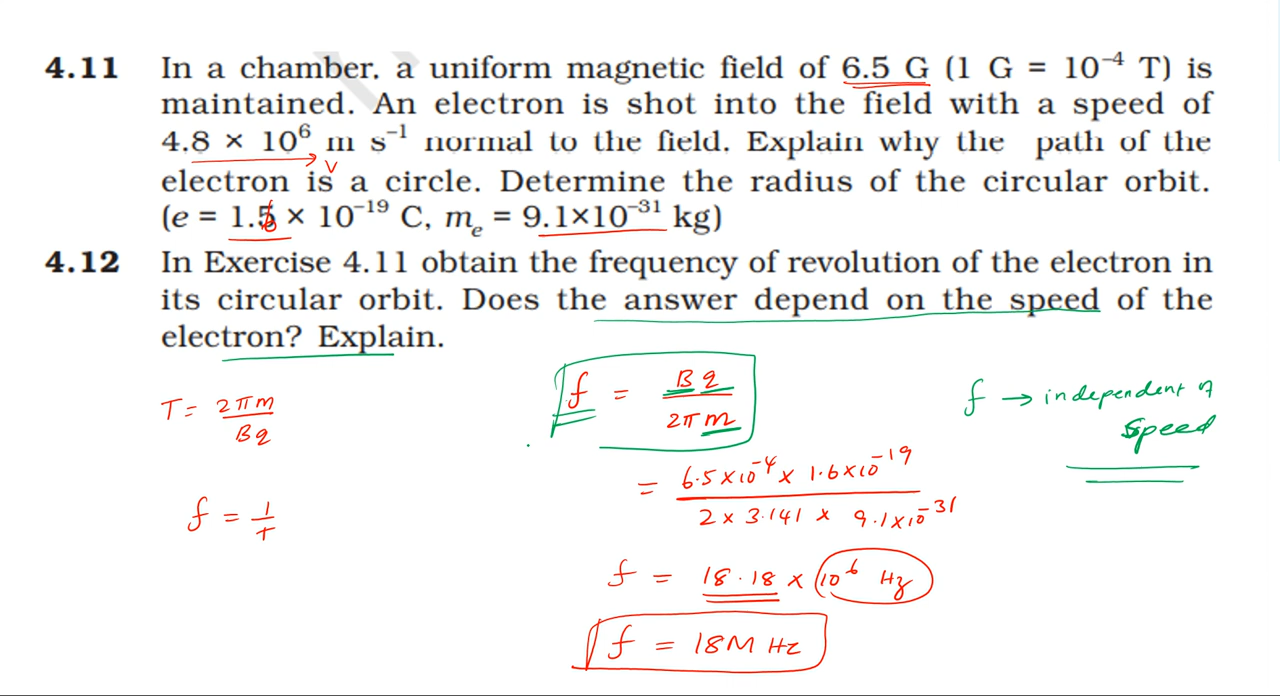 4.11 In a chamber, a uniform magnetic field of 6.5 G (1 G = 10⁻⁴ T) is
maintained. An electron is shot into the field with a speed of
4.8 × 10⁶ m s⁻¹ normal to the field. Explain why the path of the
v
electron is a circle. Determine the radius of the circular orbit.
(e = 1.6 × 10⁻¹⁹ C, mₑ = 9.1×10⁻³¹ kg)
4.12 In Exercise 4.11 obtain the frequency of revolution of the electron in
its circular orbit. Does the answer depend on the speed of the
electron? Explain.
T = 2πm / Bq
f = Bq / 2πm
f → independent of
speed
= 6.5×10⁻⁴ × 1.6×10⁻¹⁹ / 2 × 3.141 × 9.1×10⁻³¹
f = 1/T
f = 18.18 × 10⁶ Hz
f = 18M Hz